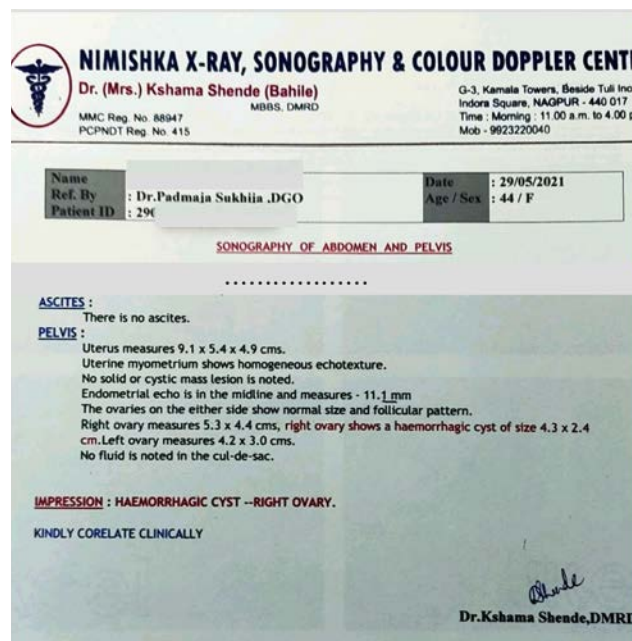 NIMISHKA X-RAY, SONOGRAPHY & COLOUR DOPPLER
Dr. (Mrs.) Kshama Shende (Bahile)
MBBS, DMRD
MMC Reg. No. 88947
PCPNDT Reg. No. 415
G-3, Kamala Towers, Beside Tuli
Indora Square, NAGPUR - 440 017
Time : Morning : 11.00 a.m. to 4.00
Mob - 9923220040
Name
Ref. By : Dr.Padmaja Sukhija .DGO
Patient ID : 29
Date : 29/05/2021
Age / Sex : 44 / F
SONOGRAPHY OF ABDOMEN AND PELVIS
..................
ASCITES :
There is no ascites.
PELVIS :
Uterus measures 9.1 x 5.4 x 4.9 cms.
Uterine myometrium shows homogeneous echotexture.
No solid or cystic mass lesion is noted.
Endometrial echo is in the midline and measures - 11.1 mm
The ovaries on the either side show normal size and follicular pattern.
Right ovary measures 5.3 x 4.4 cms, right ovary shows a haemorrhagic cyst of size 4.3 x 2.4
cm.Left ovary measures 4.2 x 3.0 cms.
No fluid is noted in the cul-de-sac.
IMPRESSION : HAEMORRHAGIC CYST --RIGHT OVARY.
KINDLY CORELATE CLINICALLY
Shende
Dr.Kshama Shende,DMRD